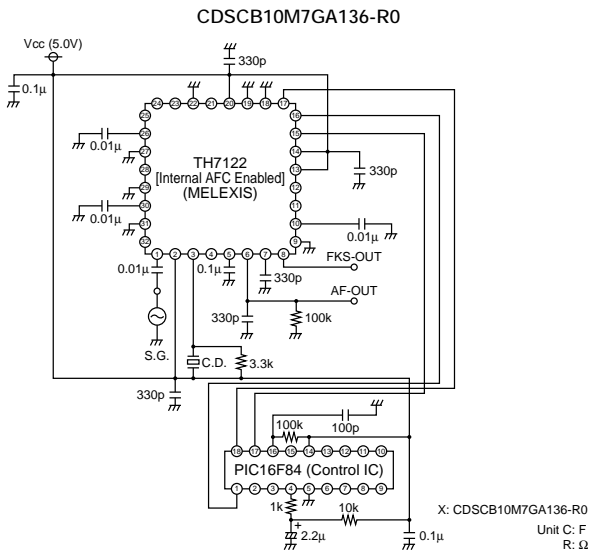 CDSCB10M7GA136-R0
Vcc (5.0V)
330p
0.1μ
24 23 22 21 20 19 18 17
25
26
27
28
29
30
31
32
16
15
14
13
12
11
10
9
0.01μ
0.01μ
TH7122
[Internal AFC Enabled]
(MELEXIS)
330p
0.01μ
1 2 3 4 5 6 7 8
0.01μ
0.1μ
330p
FKS-OUT
AF-OUT
330p
100k
S.G.
C.D.
3.3k
330p
100k
100p
18 17 16 15 14 13 12 11 10
PIC16F84 (Control IC)
1 2 3 4 5 6 7 8 9
1k
10k
+
2.2μ
0.1μ
X: CDSCB10M7GA136-R0
Unit C: F
R: Ω